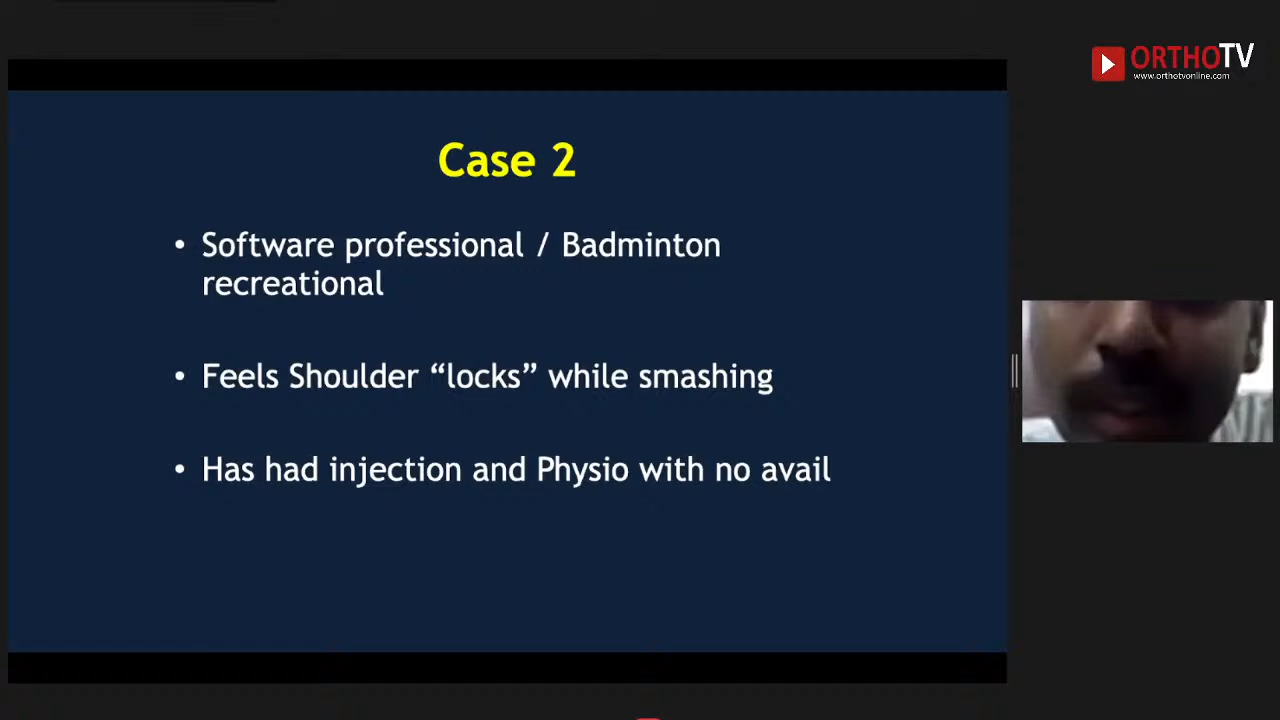 ORTHOTV
www.orthotvonline.com
Case 2
• Software professional / Badminton
recreational
• Feels Shoulder “locks” while smashing
• Has had injection and Physio with no avail